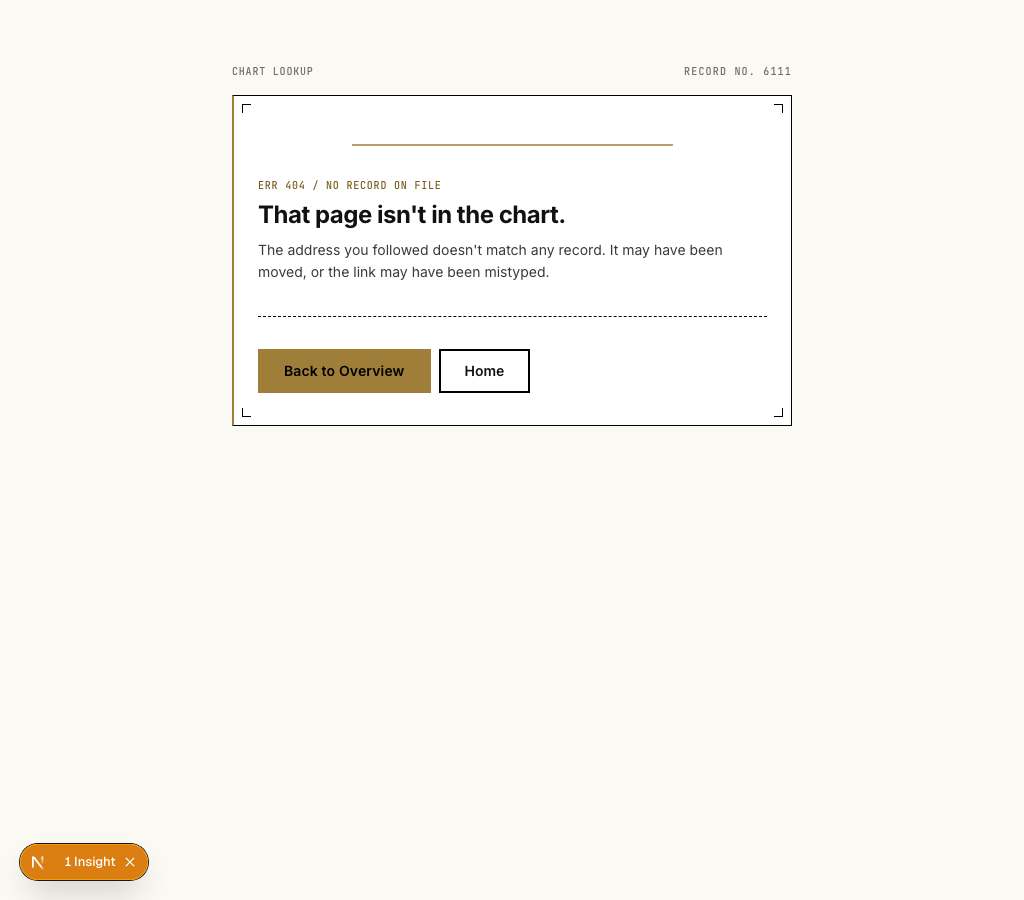 CHART LOOKUP
RECORD NO. 6111
ERR 404 / NO RECORD ON FILE
That page isn't in the chart.
The address you followed doesn't match any record. It may have been
moved, or the link may have been mistyped.
Back to Overview
Home
1 Insight